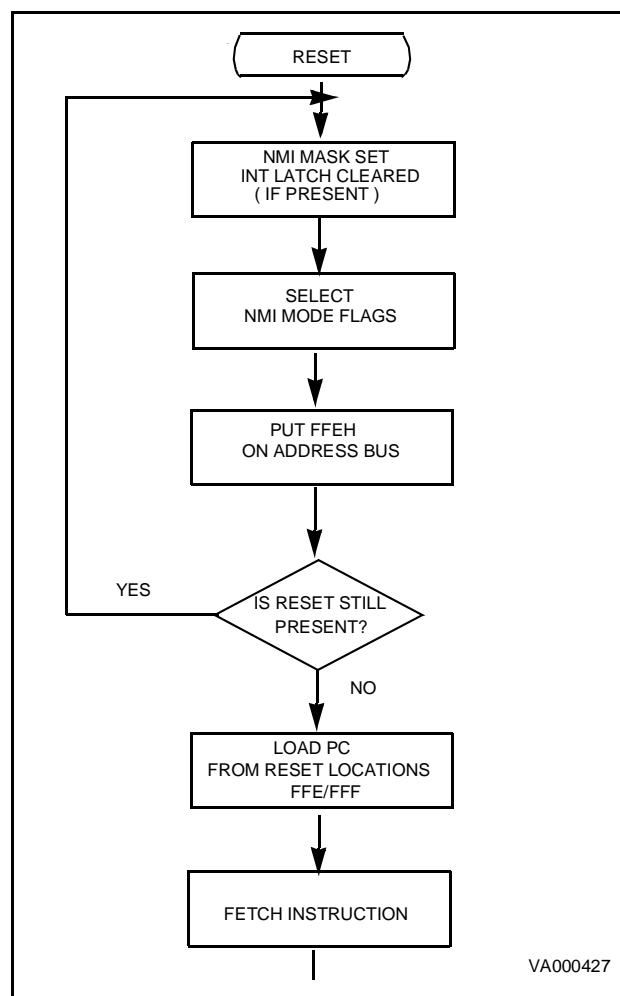 RESET
NMI MASK SET
INT LATCH CLEARED
( IF PRESENT )
SELECT
NMI MODE FLAGS
PUT FFEH
ON ADDRESS BUS
YES
IS RESET STILL
PRESENT?
NO
LOAD PC
FROM RESET LOCATIONS
FFE/FFF
FETCH INSTRUCTION
VA000427